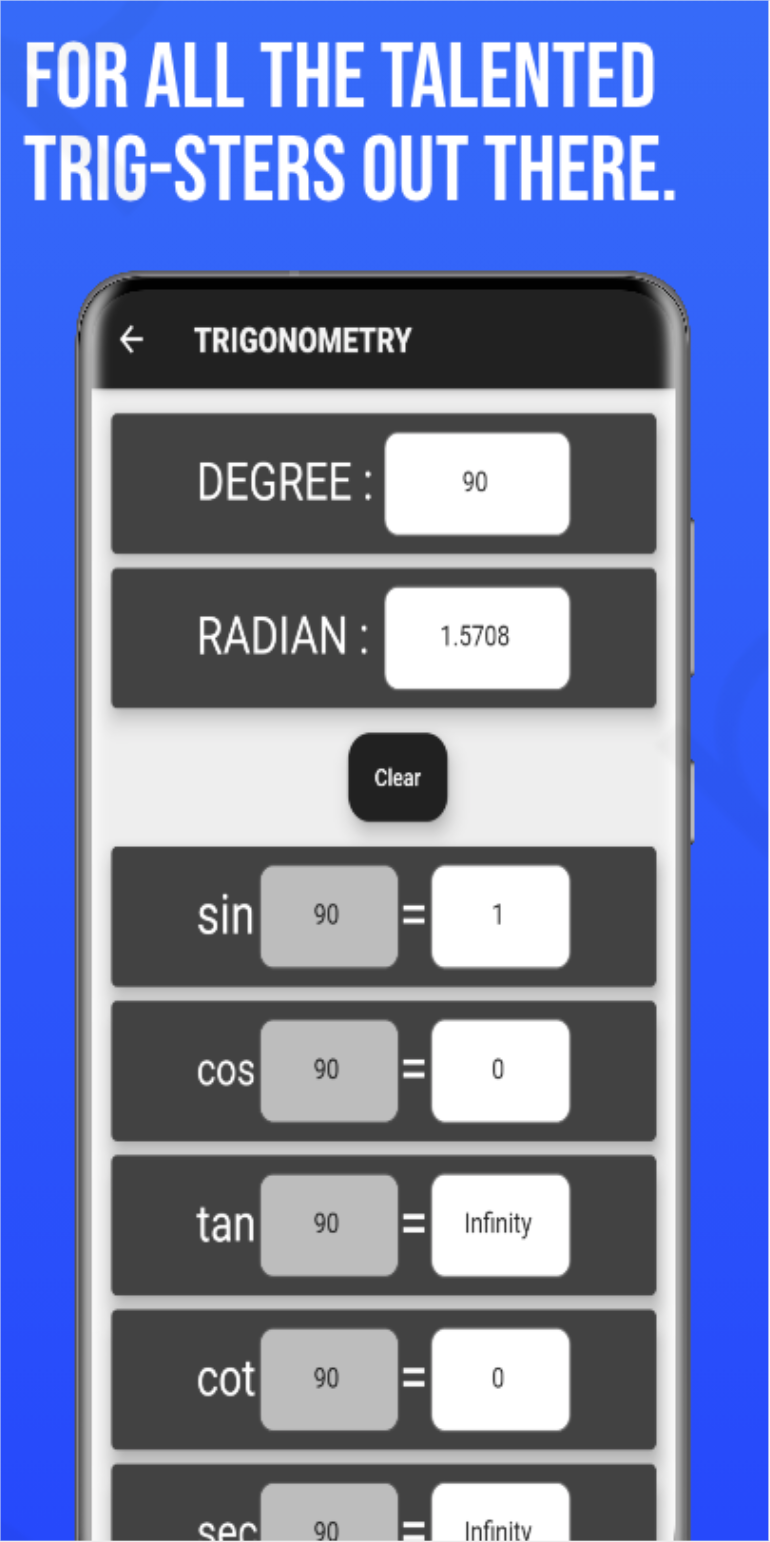 FOR ALL THE TALENTED
TRIG-STERS OUT THERE.
TRIGONOMETRY
DEGREE : 90
RADIAN : 1.5708
Clear
sin 90 = 1
cos 90 = 0
tan 90 = Infinity
cot 90 = 0
sec 90 = Infinity